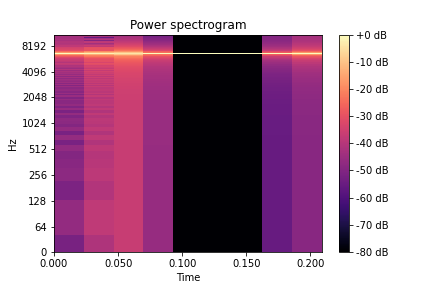 Power spectrogram
Hz
8192
4096
2048
1024
512
256
128
64
0
0.000 0.050 0.100 0.150 0.200
Time
+0 dB
-10 dB
-20 dB
-30 dB
-40 dB
-50 dB
-60 dB
-70 dB
-80 dB